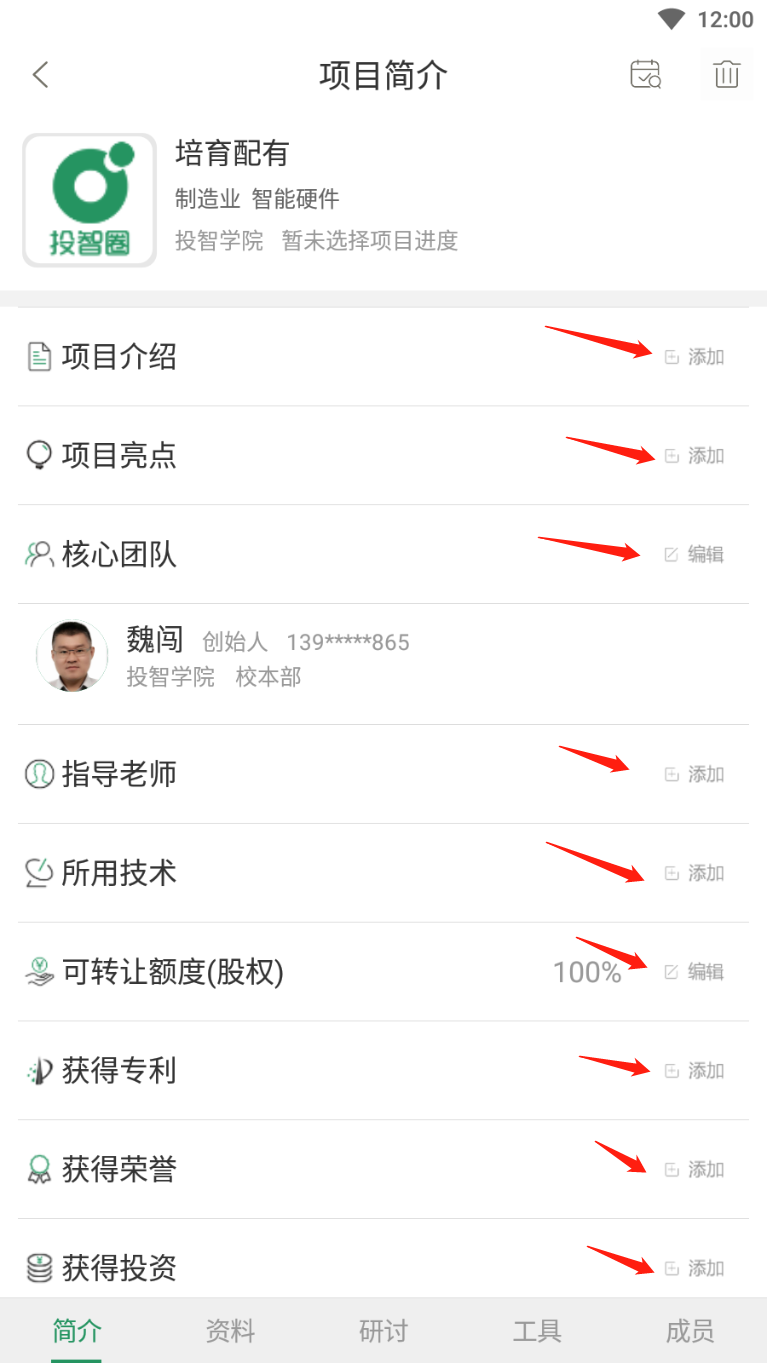 12:00
项目简介
投智圈
培育配有
制造业 智能硬件
投智学院 暂未选择项目进度
项目介绍 添加
项目亮点 添加
核心团队 编辑
魏闯 创始人 139*****865
投智学院 校本部
指导老师 添加
所用技术 添加
可转让额度(股权) 100% 编辑
获得专利 添加
获得荣誉 添加
获得投资 添加
简介 资料 研讨 工具 成员